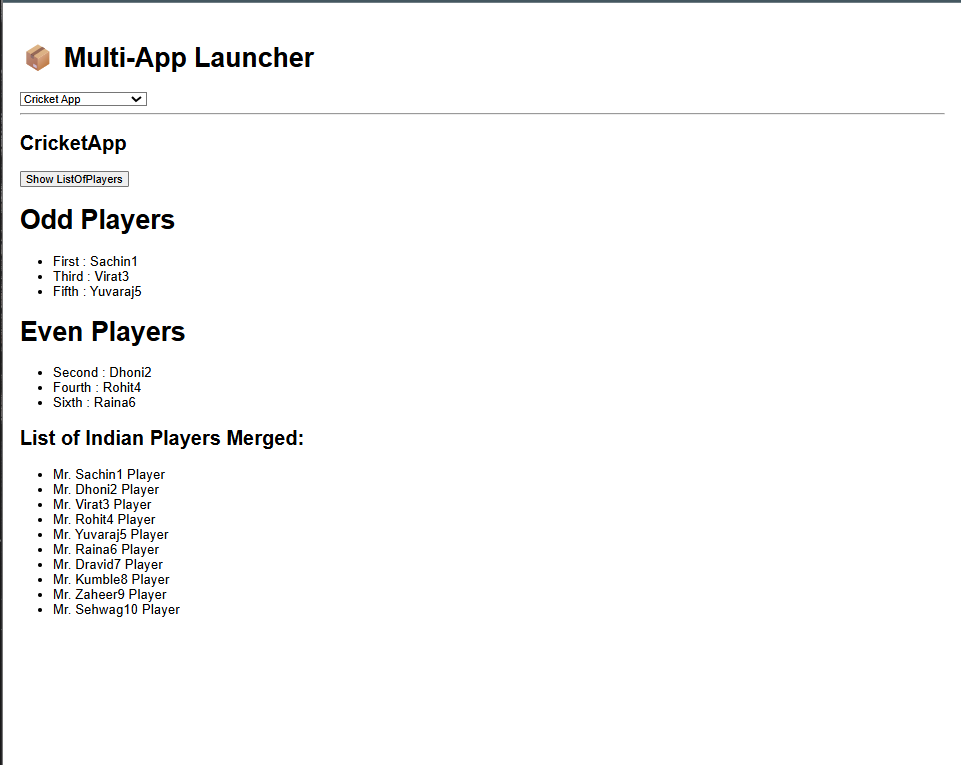 Multi-App Launcher
Cricket App
CricketApp
Show ListOfPlayers
Odd Players
First : Sachin1
Third : Virat3
Fifth : Yuvaraj5
Even Players
Second : Dhoni2
Fourth : Rohit4
Sixth : Raina6
List of Indian Players Merged:
Mr. Sachin1 Player
Mr. Dhoni2 Player
Mr. Virat3 Player
Mr. Rohit4 Player
Mr. Yuvaraj5 Player
Mr. Raina6 Player
Mr. Dravid7 Player
Mr. Kumble8 Player
Mr. Zaheer9 Player
Mr. Sehwag10 Player